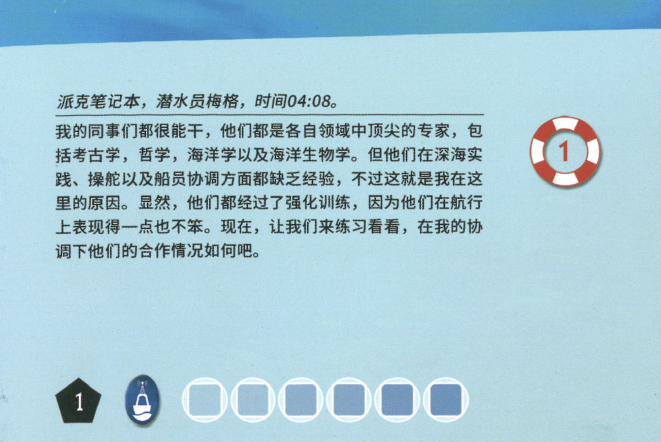 派克笔记本，潜水员梅格，时间04:08。
我的同事们都很能干，他们都是各自领域中顶尖的专家，包
括考古学，哲学，海洋学以及海洋生物学。但他们在深海实
践、操舵以及船员协调方面都缺乏经验，不过这就是我在这
里的原因。显然，他们都经过了强化训练，因为他们在航行
上表现得一点也不笨。现在，让我们来练习看看，在我的协
调下他们的合作情况如何吧。
1
1